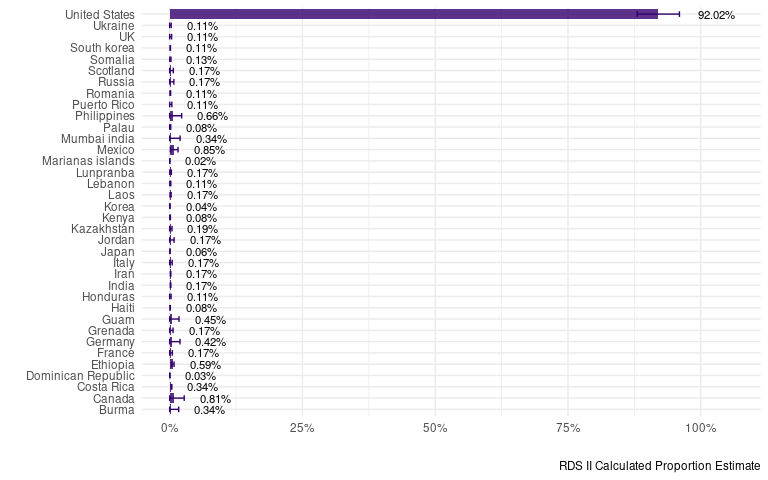 United States 92.02%
Ukraine 0.11%
UK 0.11%
South korea 0.11%
Somalia 0.13%
Scotland 0.17%
Russia 0.17%
Romania 0.11%
Puerto Rico 0.11%
Philippines 0.66%
Palau 0.08%
Mumbai india 0.34%
Mexico 0.85%
Marianas islands 0.02%
Lunpranba 0.17%
Lebanon 0.11%
Laos 0.17%
Korea 0.04%
Kenya 0.08%
Kazakhstan 0.19%
Jordan 0.17%
Japan 0.06%
Italy 0.17%
Iran 0.17%
India 0.17%
Honduras 0.11%
Haiti 0.08%
Guam 0.45%
Grenada 0.17%
Germany 0.42%
France 0.17%
Ethiopia 0.59%
Dominican Republic 0.03%
Costa Rica 0.34%
Canada 0.81%
Burma 0.34%
0% 25% 50% 75% 100%
RDS II Calculated Proportion Estimate